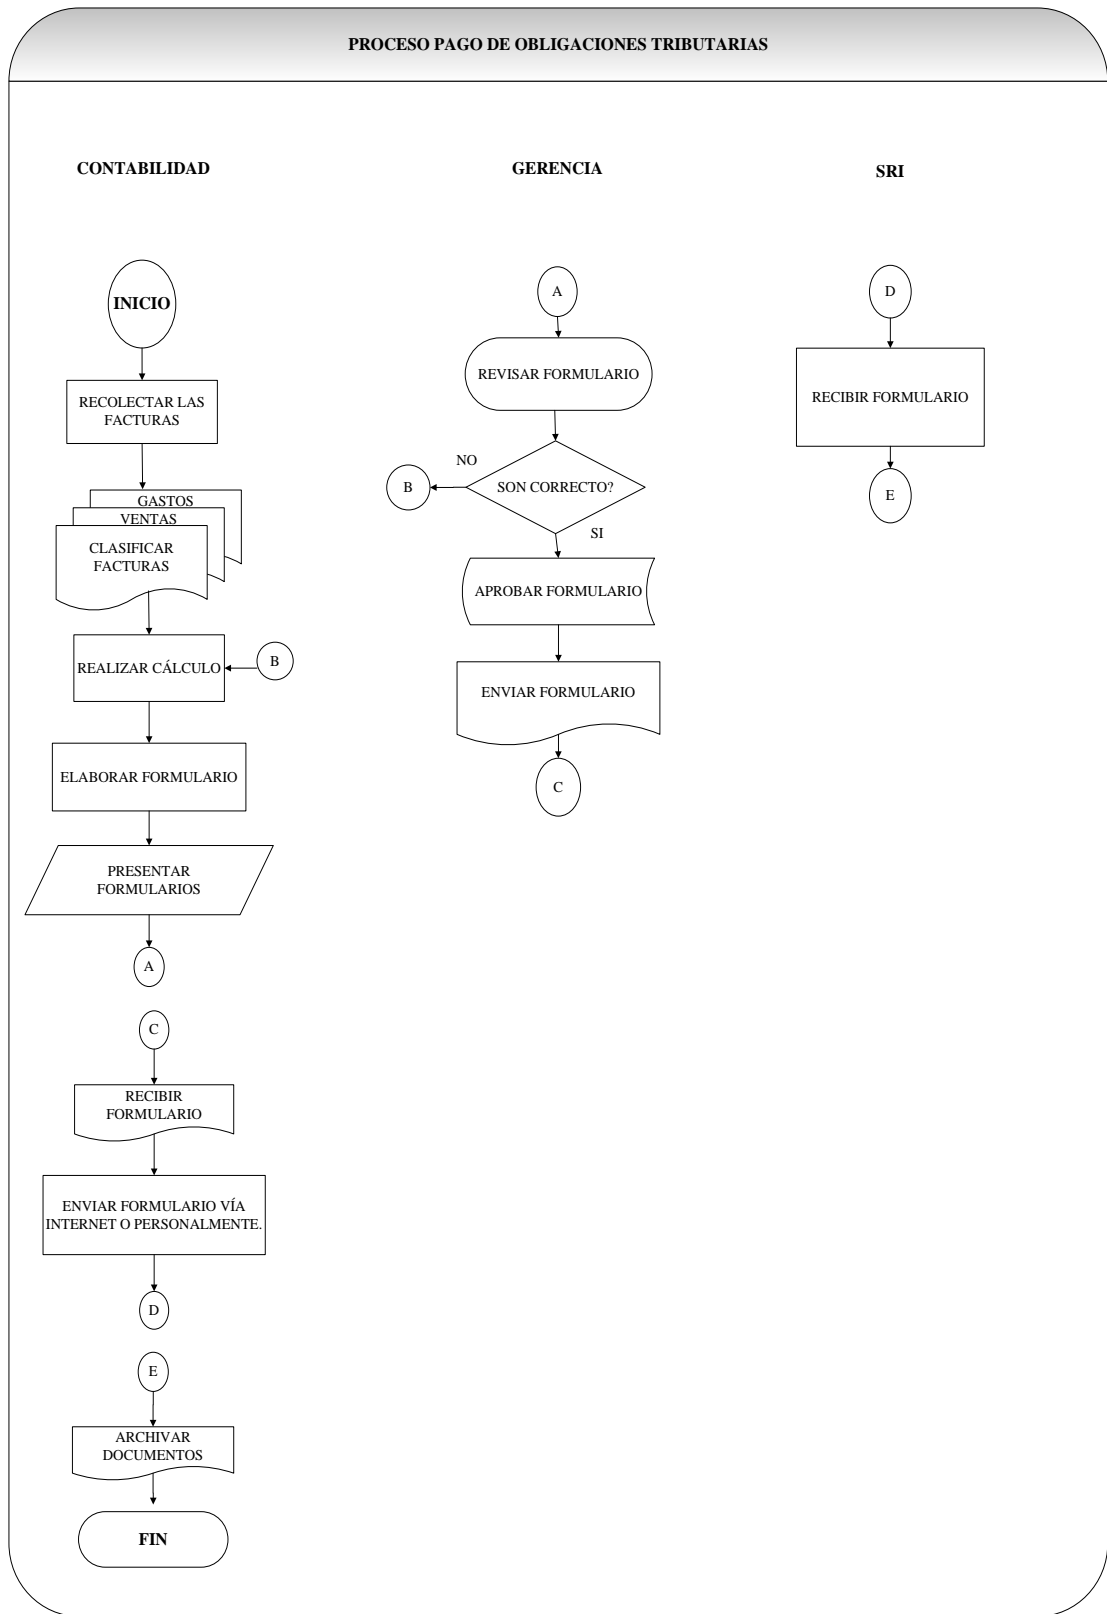 PROCESO PAGO DE OBLIGACIONES TRIBUTARIAS
CONTABILIDAD
INICIO
RECOLECTAR LAS
FACTURAS
GASTOS
VENTAS
CLASIFICAR
FACTURAS
REALIZAR CÁLCULO
B
ELABORAR FORMULARIO
PRESENTAR
FORMULARIOS
A
C
RECIBIR
FORMULARIO
ENVIAR FORMULARIO VÍA
INTERNET O PERSONALMENTE.
D
E
ARCHIVAR
DOCUMENTOS
FIN
GERENCIA
A
REVISAR FORMULARIO
SON CORRECTO?
NO
B
SI
APROBAR FORMULARIO
ENVIAR FORMULARIO
C
SRI
D
RECIBIR FORMULARIO
E